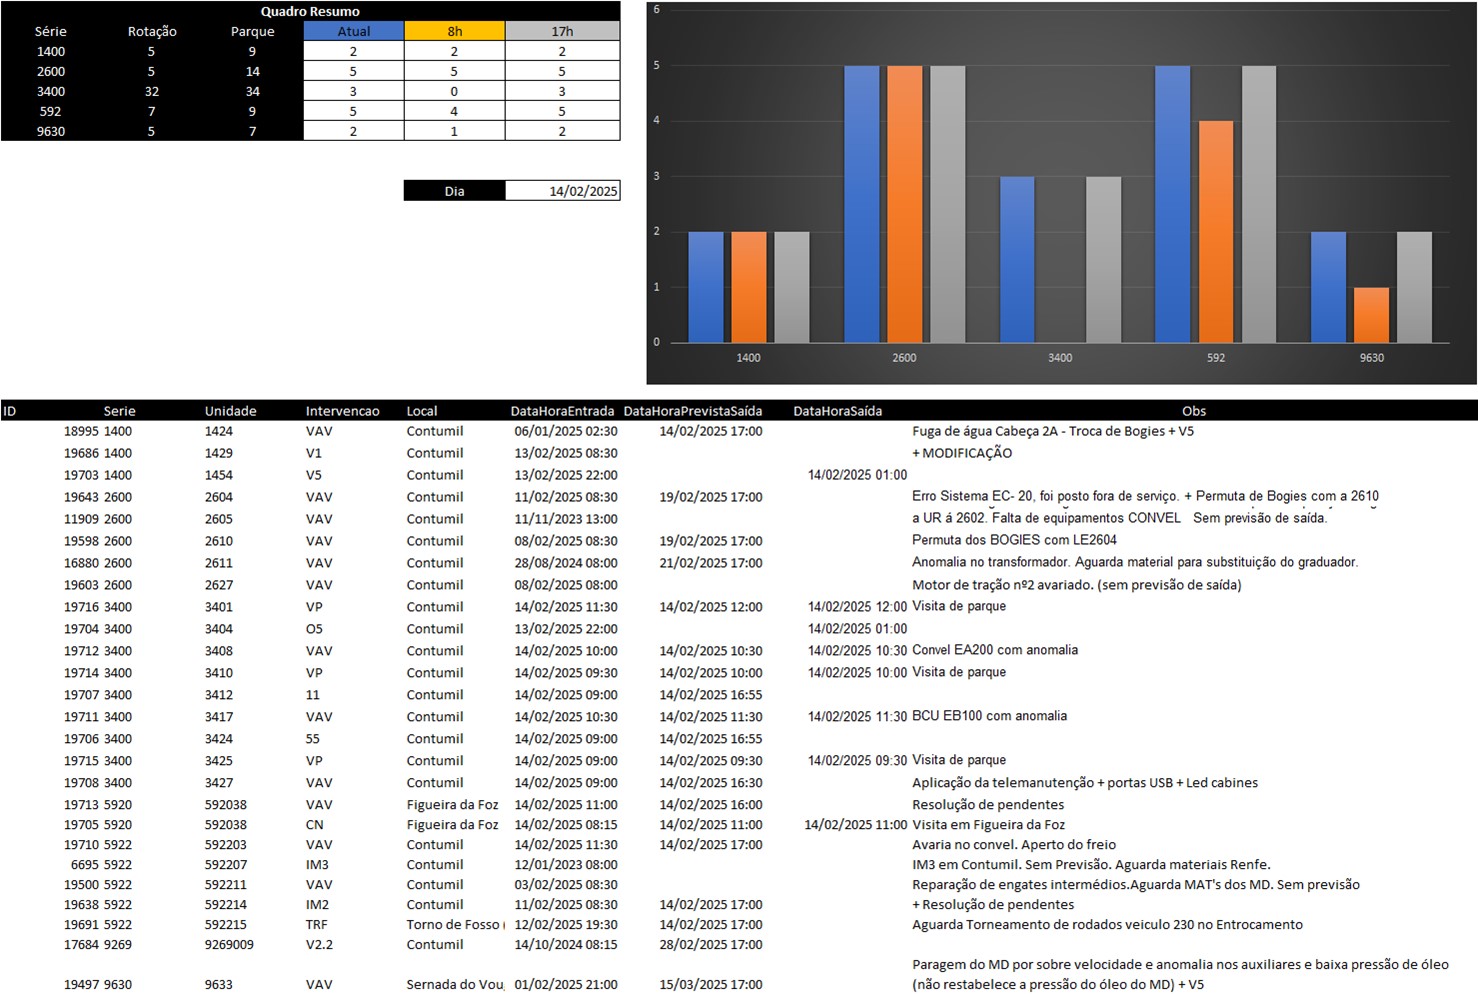 Quadro Resumo
Série Rotação Parque Atual 8h 17h
1400 5 9 2 2 2
2600 5 14 5 5 5
3400 32 34 3 0 3
592 7 9 5 4 5
9630 5 7 2 1 2
Dia 14/02/2025
6
5
4
3
2
1
0
1400 2600 3400 592 9630
ID Serie Unidade Intervencao Local DataHoraEntrada DataHoraPrevistaSaída DataHoraSaída Obs
18995 1400 1424 VAV Contumil 06/01/2025 02:30 14/02/2025 17:00 Fuga de água Cabeça 2A - Troca de Bogies + V5
19686 1400 1429 V1 Contumil 13/02/2025 08:30 + MODIFICAÇÃO
19703 1400 1454 V5 Contumil 13/02/2025 22:00 14/02/2025 01:00
19643 2600 2604 VAV Contumil 11/02/2025 08:30 19/02/2025 17:00 Erro Sistema EC- 20, foi posto fora de serviço. + Permuta de Bogies com a 2610
11909 2600 2605 VAV Contumil 11/11/2023 13:00 a UR á 2602. Falta de equipamentos CONVEL Sem previsão de saída.
19598 2600 2610 VAV Contumil 08/02/2025 08:30 19/02/2025 17:00 Permuta dos BOGIES com LE2604
16880 2600 2611 VAV Contumil 28/08/2024 08:00 21/02/2025 17:00 Anomalia no transformador. Aguarda material para substituição do graduador.
19603 2600 2627 VAV Contumil 08/02/2025 08:00 Motor de tração nº2 avariado. (sem previsão de saída)
19716 3400 3401 VP Contumil 14/02/2025 11:30 14/02/2025 12:00 14/02/2025 12:00 Visita de parque
19704 3400 3404 O5 Contumil 13/02/2025 22:00 14/02/2025 01:00
19712 3400 3408 VAV Contumil 14/02/2025 10:00 14/02/2025 10:30 14/02/2025 10:30 Convel EA200 com anomalia
19714 3400 3410 VP Contumil 14/02/2025 09:30 14/02/2025 10:00 14/02/2025 10:00 Visita de parque
19707 3400 3412 11 Contumil 14/02/2025 09:00 14/02/2025 16:55
19711 3400 3417 VAV Contumil 14/02/2025 10:30 14/02/2025 11:30 14/02/2025 11:30 BCU EB100 com anomalia
19706 3400 3424 55 Contumil 14/02/2025 09:00 14/02/2025 16:55
19715 3400 3425 VP Contumil 14/02/2025 09:00 14/02/2025 09:30 14/02/2025 09:30 Visita de parque
19708 3400 3427 VAV Contumil 14/02/2025 09:00 14/02/2025 16:30 Aplicação da telemanutenção + portas USB + Led cabines
19713 5920 592038 VAV Figueira da Foz 14/02/2025 11:00 14/02/2025 16:00 Resolução de pendentes
19705 5920 592038 CN Figueira da Foz 14/02/2025 08:15 14/02/2025 11:00 14/02/2025 11:00 Visita em Figueira da Foz
19710 5922 592203 VAV Contumil 14/02/2025 11:30 14/02/2025 17:00 Avaria no convel. Aperto do freio
6695 5922 592207 IM3 Contumil 12/01/2023 08:00 IM3 em Contumil. Sem Previsão. Aguarda materiais Renfe.
19500 5922 592211 VAV Contumil 03/02/2025 08:30 Reparação de engates intermédios.Aguarda MAT's dos MD. Sem previsão
19638 5922 592214 IM2 Contumil 11/02/2025 08:30 14/02/2025 17:00 + Resolução de pendentes
19691 5922 592215 TRF Torno de Fosso ( 12/02/2025 19:30 14/02/2025 17:00 Aguarda Torneamento de rodados veiculo 230 no Entrocamento
17684 9269 9269009 V2.2 Contumil 14/10/2024 08:15 28/02/2025 17:00
Paragem do MD por sobre velocidade e anomalia nos auxiliares e baixa pressão de óleo
19497 9630 9633 VAV Sernada do Vou 01/02/2025 21:00 15/03/2025 17:00 (não restabelece a pressão do óleo do MD) + V5